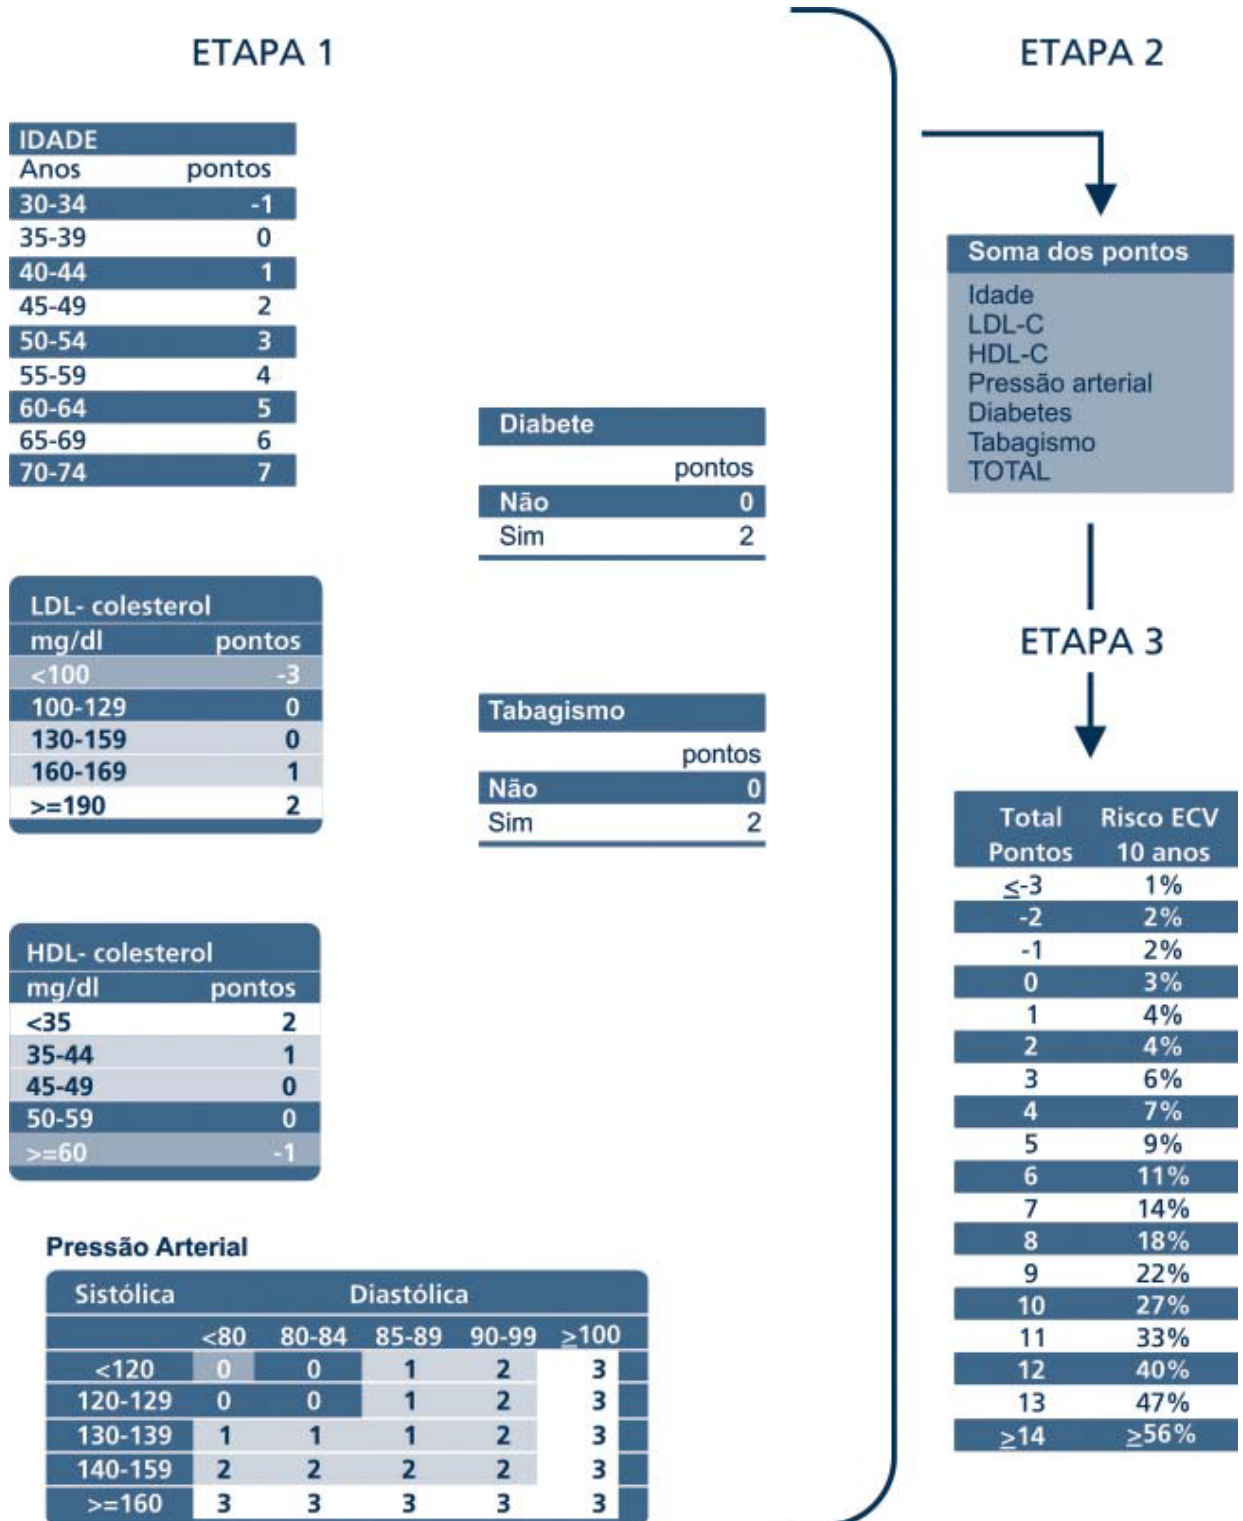 ETAPA 1
IDADE
Anos pontos
30-34 -1
35-39 0
40-44 1
45-49 2
50-54 3
55-59 4
60-64 5
65-69 6
70-74 7
LDL- colesterol
mg/dl pontos
<100 -3
100-129 0
130-159 0
160-169 1
>=190 2
HDL- colesterol
mg/dl pontos
<35 2
35-44 1
45-49 0
50-59 0
>=60 -1
Pressão Arterial
Sistólica Diastólica
<80 80-84 85-89 90-99 ≥100
<120 0 0 1 2 3
120-129 0 0 1 2 3
130-139 1 1 1 2 3
140-159 2 2 2 2 3
>=160 3 3 3 3 3
Diabete
pontos
Não 0
Sim 2
Tabagismo
pontos
Não 0
Sim 2
ETAPA 2
Soma dos pontos
Idade
LDL-C
HDL-C
Pressão arterial
Diabetes
Tabagismo
TOTAL
ETAPA 3
Total Risco ECV
Pontos 10 anos
≤-3 1%
-2 2%
-1 2%
0 3%
1 4%
2 4%
3 6%
4 7%
5 9%
6 11%
7 14%
8 18%
9 22%
10 27%
11 33%
12 40%
13 47%
≥14 ≥56%